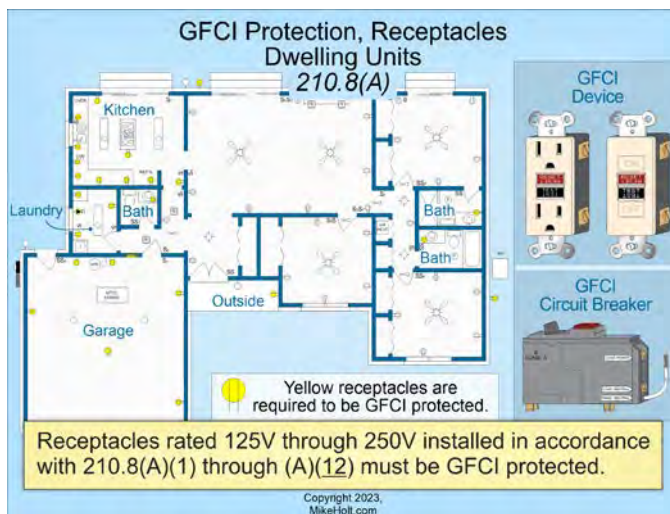 GFCI Protection, Receptacles
Dwelling Units
210.8(A)
Kitchen
Laundry
Bath
Bath
Bath
Outside
Garage
GFCI
Device
GFCI
Circuit Breaker
Yellow receptacles are
required to be GFCI protected.
Receptacles rated 125V through 250V installed in accordance
with 210.8(A)(1) through (A)(12) must be GFCI protected.
Copyright 2023,
MikeHolt.com